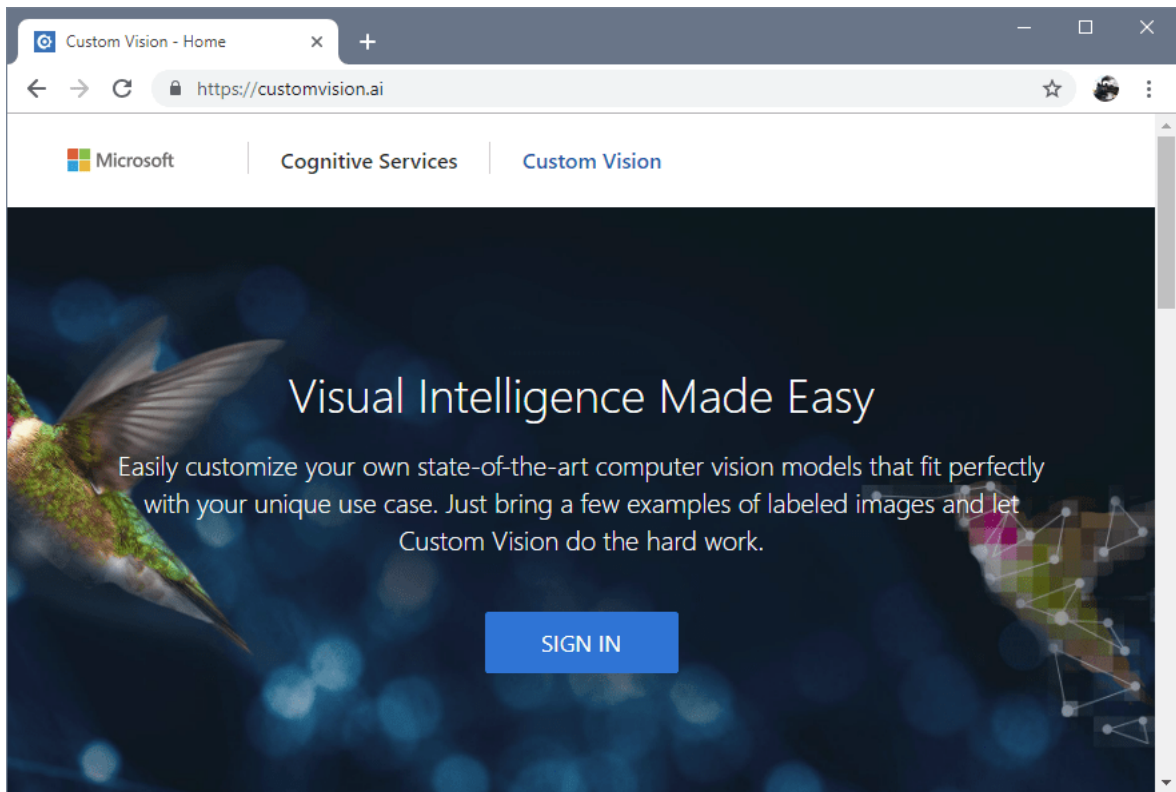 Custom Vision - Home
https://customvision.ai
Microsoft
Cognitive Services
Custom Vision
Visual Intelligence Made Easy
Easily customize your own state-of-the-art computer vision models that fit perfectly
with your unique use case. Just bring a few examples of labeled images and let
Custom Vision do the hard work.
SIGN IN